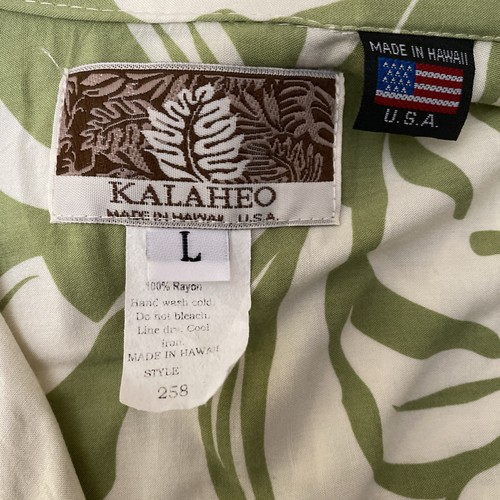 KALAHEO
MADE IN HAWAII U.S.A.
L
100% Rayon
Hand wash cold.
Do not bleach.
Line dry. Cool
iron.
MADE IN HAWAII
STYLE
258
MADE IN HAWAII
U.S.A.